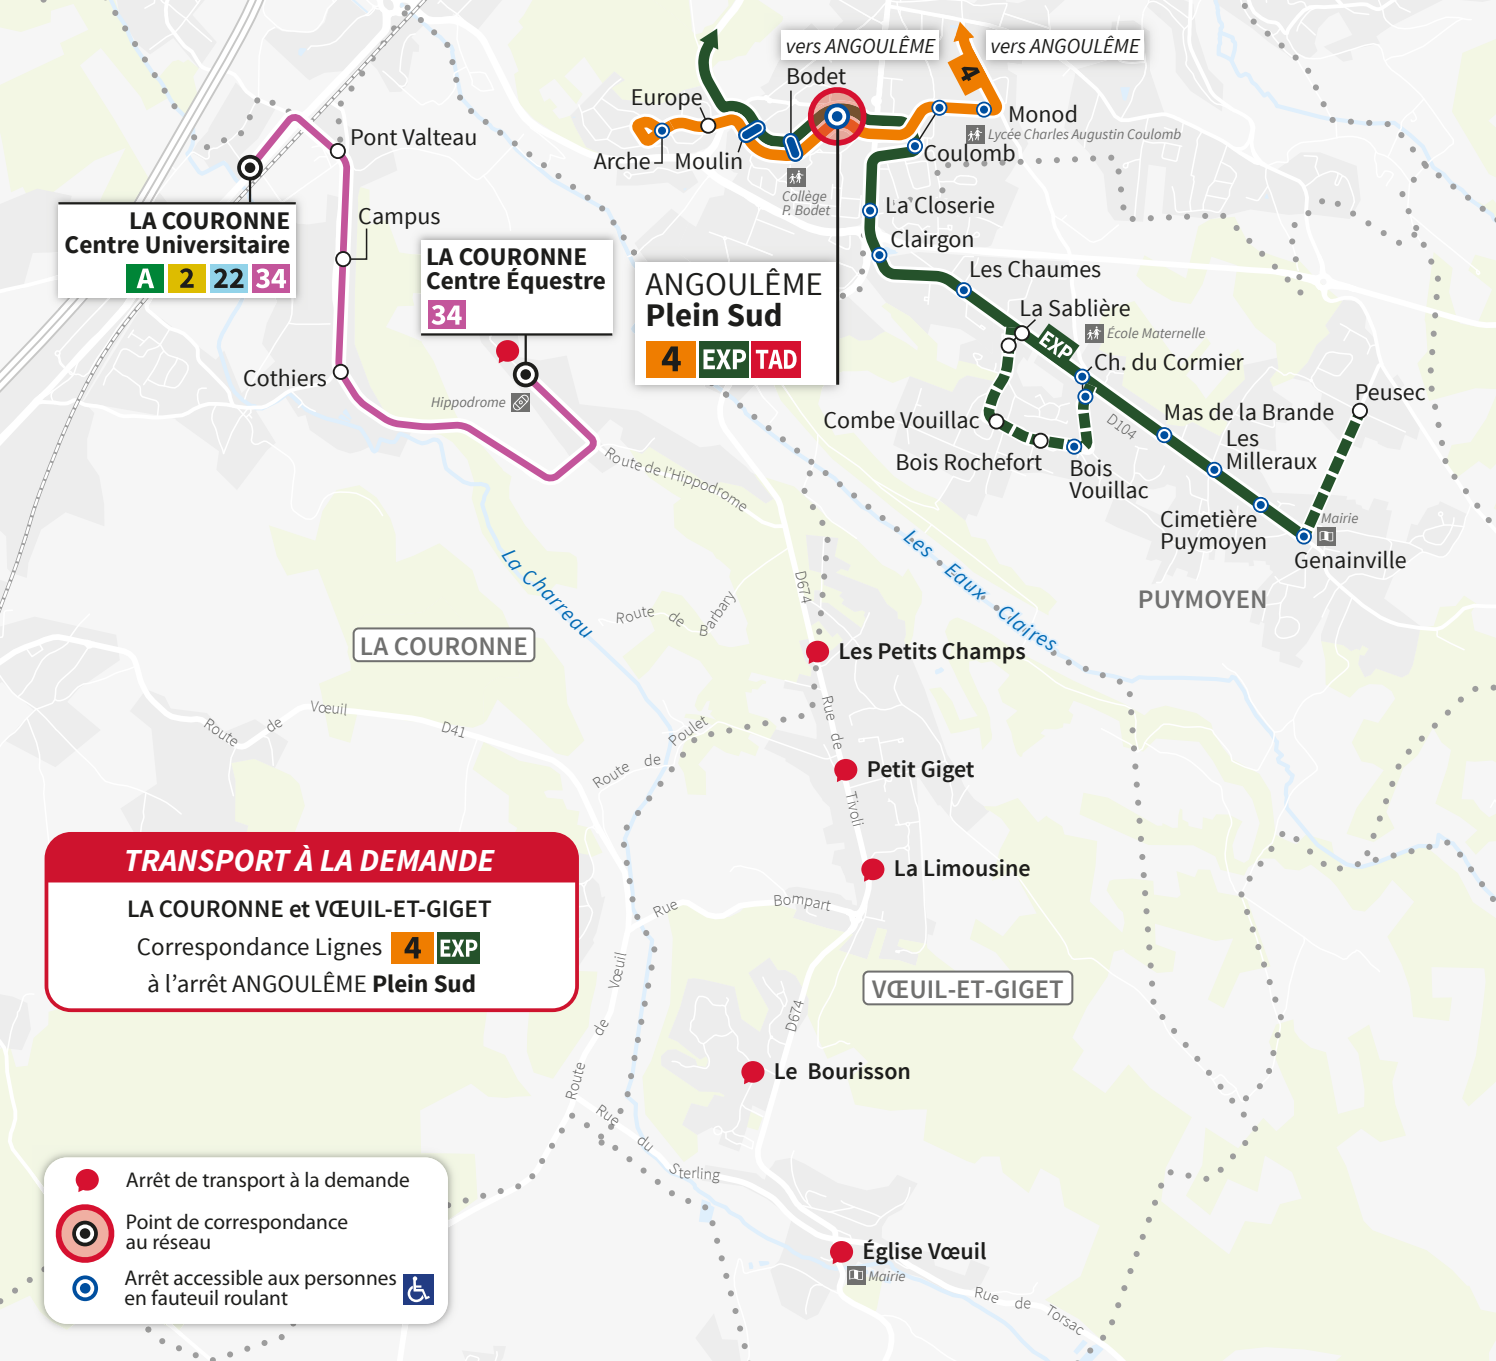 vers ANGOULÊME
vers ANGOULÊME
4
Bodet
Europe
Monod
Lycée Charles Augustin Coulomb
Arche
Moulin
Coulomb
Collège
P. Bodet
Pont Valteau
LA COURONNE
Centre Universitaire
A 2 22 34
Campus
LA COURONNE
Centre Équestre
34
Cothiers
Hippodrome
ANGOULÊME
Plein Sud
4 EXP TAD
La Closerie
Clairgon
Les Chaumes
La Sablière
École Maternelle
EXP
Ch. du Cormier
Combe Vouillac
D104
Mas de la Brande
Peusec
Bois Rochefort
Bois
Vouillac
Les
Milleraux
Cimetière
Puymoyen
Mairie
Genainville
PUYMOYEN
Route de l'Hippodrome
La Charreau
D674
Les Eaux Claires
Route de Barbary
LA COURONNE
Les Petits Champs
Route de Vœuil
D41
Route de Poulet
Rue de Tivoli
Petit Giget
La Limousine
TRANSPORT À LA DEMANDE
LA COURONNE et VŒUIL-ET-GIGET
Correspondance Lignes 4 EXP
à l'arrêt ANGOULÊME Plein Sud
Rue Bompart
VŒUIL-ET-GIGET
D674
Route de Vœuil
Le Bourisson
Rue du Sterling
Église Vœuil
Mairie
Rue de Torsac
Arrêt de transport à la demande
Point de correspondance
au réseau
Arrêt accessible aux personnes
en fauteuil roulant